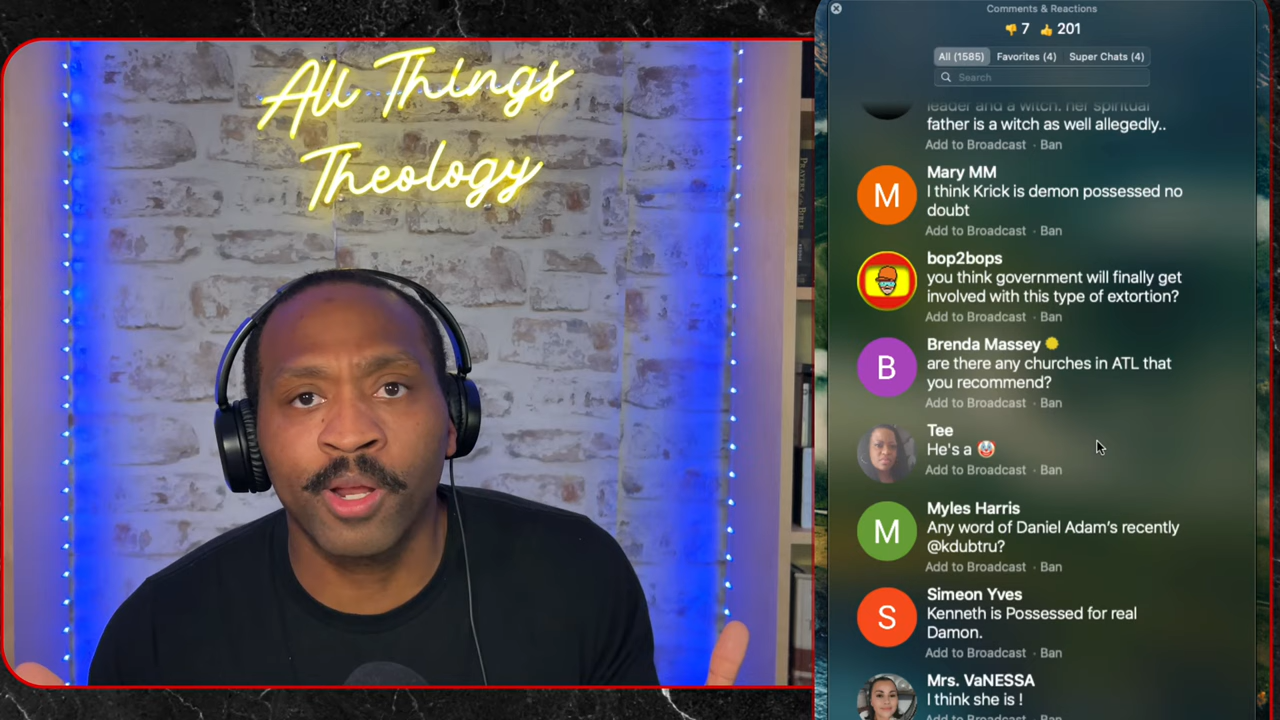 All Things
Theology
Comments & Reactions
👎 7 👍 201
All (1585) Favorites (4) Super Chats (4)
Search
leader and a witch. Her spiritual
father is a witch as well allegedly..
Add to Broadcast · Ban
M
Mary MM
I think Krick is demon possessed no
doubt
Add to Broadcast · Ban
bop2bops
you think government will finally get
involved with this type of extortion?
Add to Broadcast · Ban
B
Brenda Massey
are there any churches in ATL that
you recommend?
Add to Broadcast · Ban
Tee
He's a 🤡
Add to Broadcast · Ban
M
Myles Harris
Any word of Daniel Adam's recently
@kdubtru?
Add to Broadcast · Ban
S
Simeon Yves
Kenneth is Possessed for real
Damon.
Add to Broadcast · Ban
Mrs. VaNESSA
I think she is !
Add to Broadcast · Ban